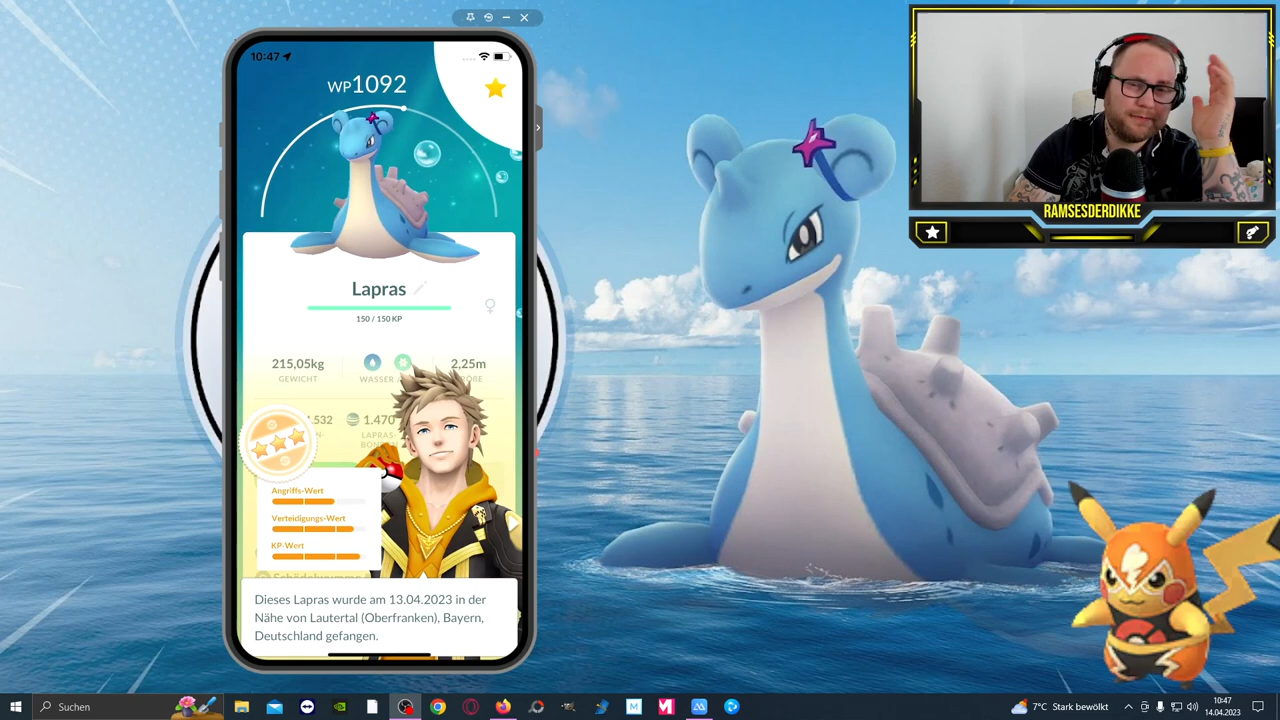 10:47
WP1092
Lapras
150 / 150 KP
215,05kg
GEWICHT
WASSER
2,25m
.532
1.470
LAPRAS-
Angriffs-Wert
Verteidigungs-Wert
KP-Wert
Dieses Lapras wurde am 13.04.2023 in der
Nähe von Lautertal (Oberfranken), Bayern,
Deutschland gefangen.
RAMSESDERDIKKE
Suchen
7°C Stark bewölkt
10:47
14.04.2023